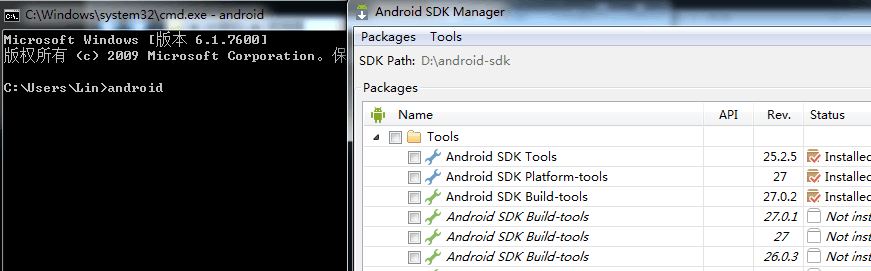 C:\Windows\system32\cmd.exe - android
Microsoft Windows [版本 6.1.7600]
版权所有 (c) 2009 Microsoft Corporation。保
C:\Users\Lin>android
Android SDK Manager
Packages Tools
SDK Path: D:\android-sdk
Packages
Name API Rev. Status
Tools
Android SDK Tools 25.2.5 Installed
Android SDK Platform-tools 27 Installed
Android SDK Build-tools 27.0.2 Installed
Android SDK Build-tools 27.0.1 Not inst
Android SDK Build-tools 27 Not inst
Android SDK Build-tools 26.0.3 Not inst